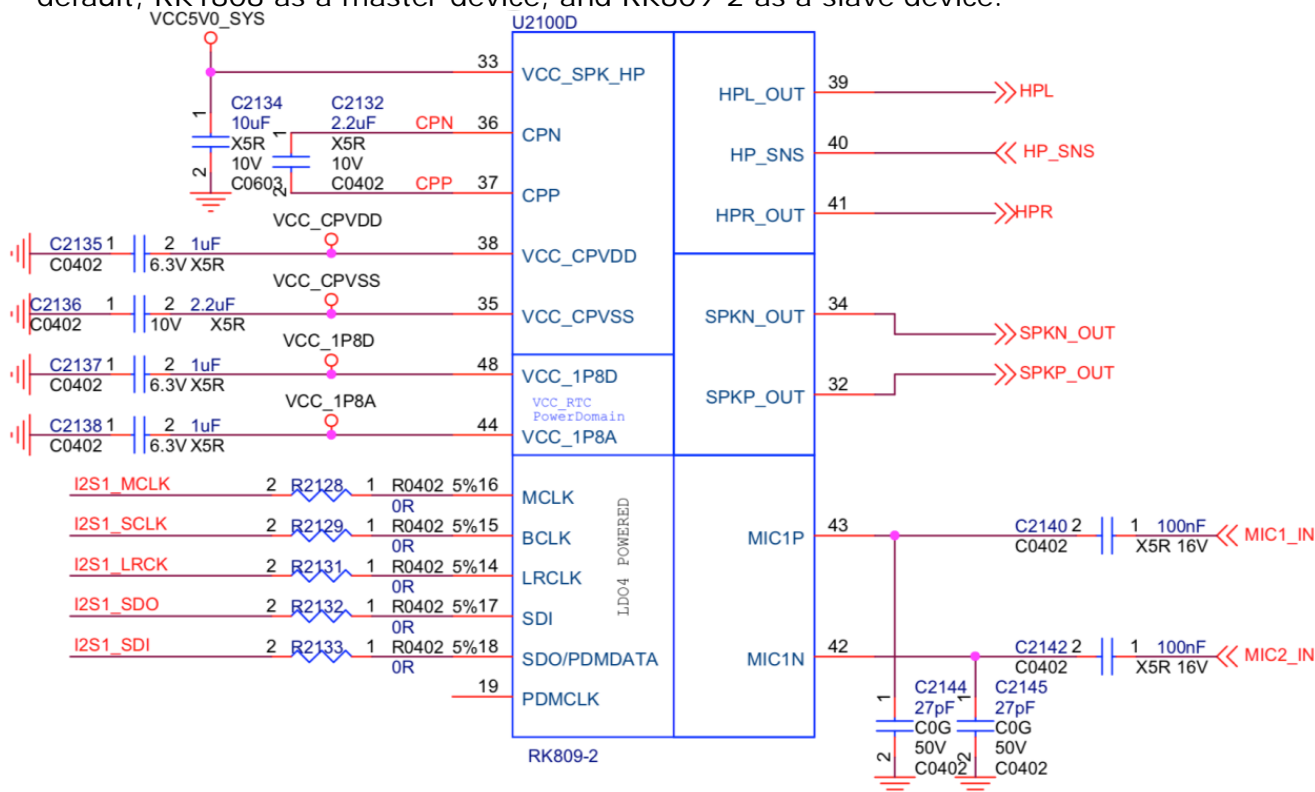 default, RK1808 as a master device, and RK809-2 as a slave device.
VCC5V0_SYS
U2100D
33
VCC_SPK_HP
C2134
10uF
X5R
10V
C0603
1
2
C2132
2.2uF
X5R
10V
C0402
1
2
CPN
36
CPN
CPP
37
CPP
VCC_CPVDD
C2135 1
2 1uF
C0402
6.3V X5R
38
VCC_CPVDD
VCC_CPVSS
C2136 1
2 2.2uF
C0402
10V X5R
35
VCC_CPVSS
VCC_1P8D
C2137 1
2 1uF
C0402
6.3V X5R
48
VCC_1P8D
VCC_RTC
PowerDomain
VCC_1P8A
C2138 1
2 1uF
C0402
6.3V X5R
44
VCC_1P8A
I2S1_MCLK
2 R2128 1 R0402 5% 16
0R
MCLK
I2S1_SCLK
2 R2129 1 R0402 5% 15
0R
BCLK
I2S1_LRCK
2 R2131 1 R0402 5% 14
0R
LRCLK
I2S1_SDO
2 R2132 1 R0402 5% 17
0R
SDI
I2S1_SDI
2 R2133 1 R0402 5% 18
0R
SDO/PDMDATA
19
PDMCLK
LDO4 POWERED
RK809-2
HPL_OUT
39
HPL
HP_SNS
40
HP_SNS
HPR_OUT
41
HPR
SPKN_OUT
34
SPKN_OUT
SPKP_OUT
32
SPKP_OUT
MIC1P
43
C2140 2
1 100nF
C0402
X5R 16V
MIC1_IN
MIC1N
42
C2142 2
1 100nF
C0402
X5R 16V
MIC2_IN
C2144
27pF
C0G
50V
C0402
1
2
C2145
27pF
C0G
50V
C0402
1
2